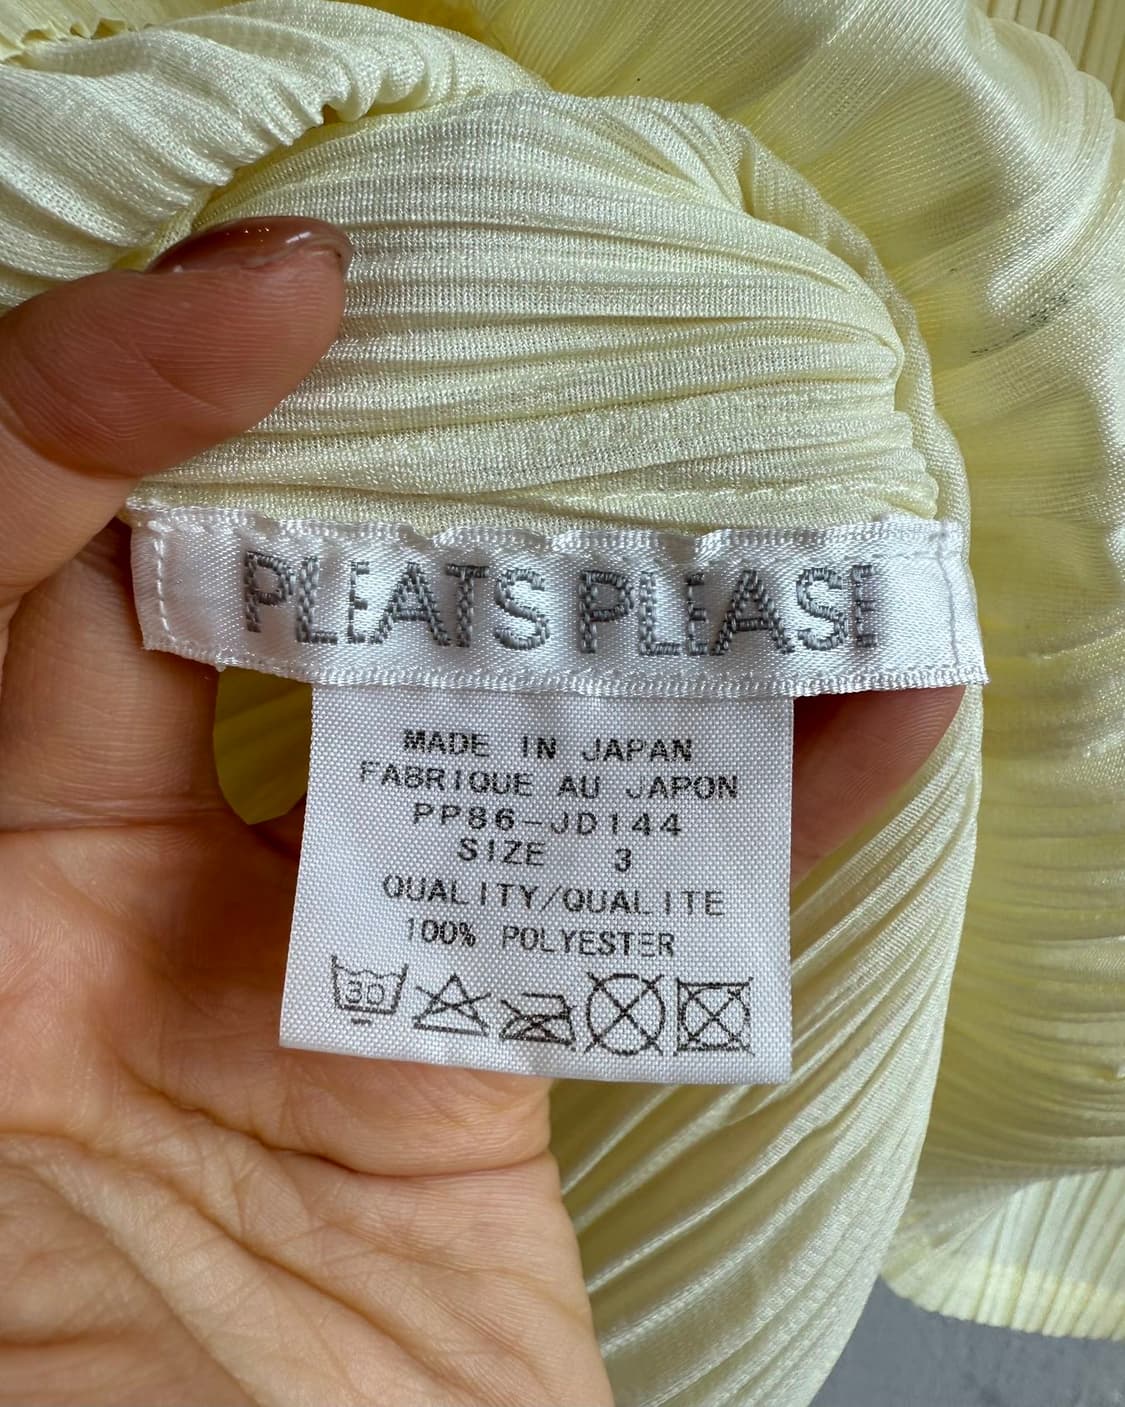 PLEATS PLEASE
MADE IN JAPAN
FABRIQUE AU JAPON
PP86-JD144
SIZE 3
QUALITY/QUALITE
100% POLYESTER
30